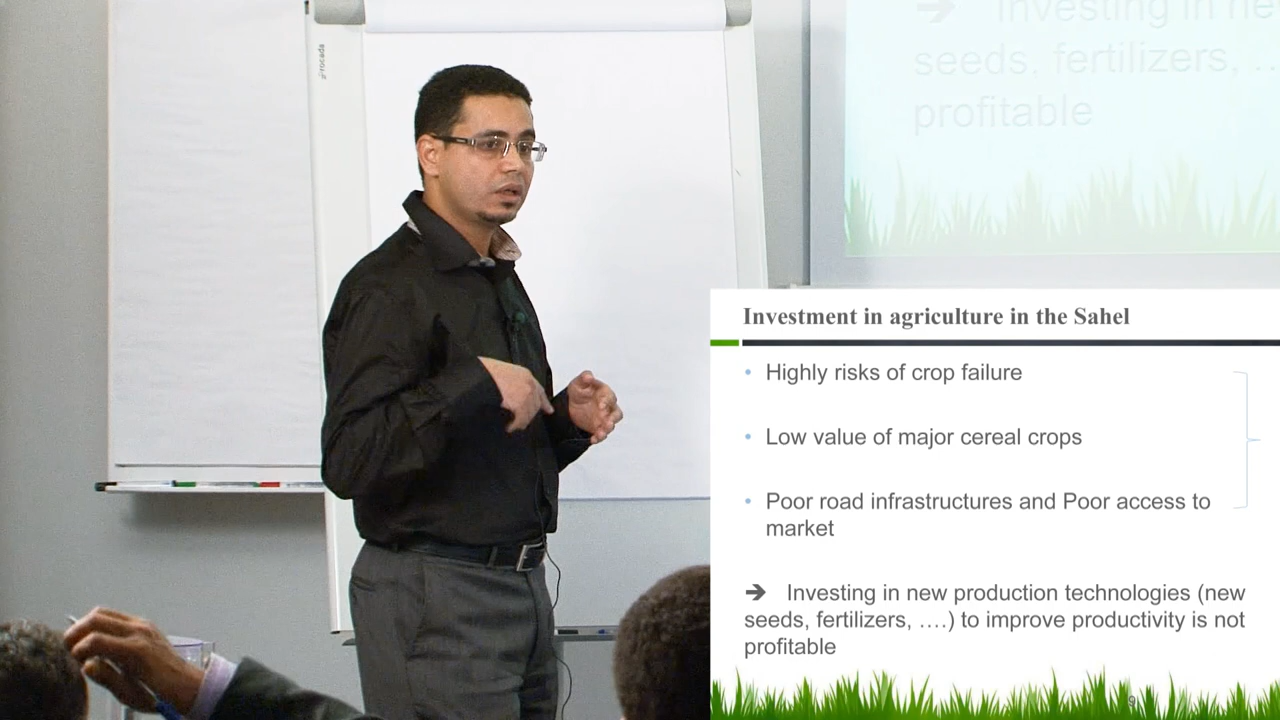 rocada
Investing in ne
seeds, fertilizers, ..
profitable
Investment in agriculture in the Sahel
• Highly risks of crop failure
• Low value of major cereal crops
• Poor road infrastructures and Poor access to
market
➔ Investing in new production technologies (new
seeds, fertilizers, ....) to improve productivity is not
profitable
9